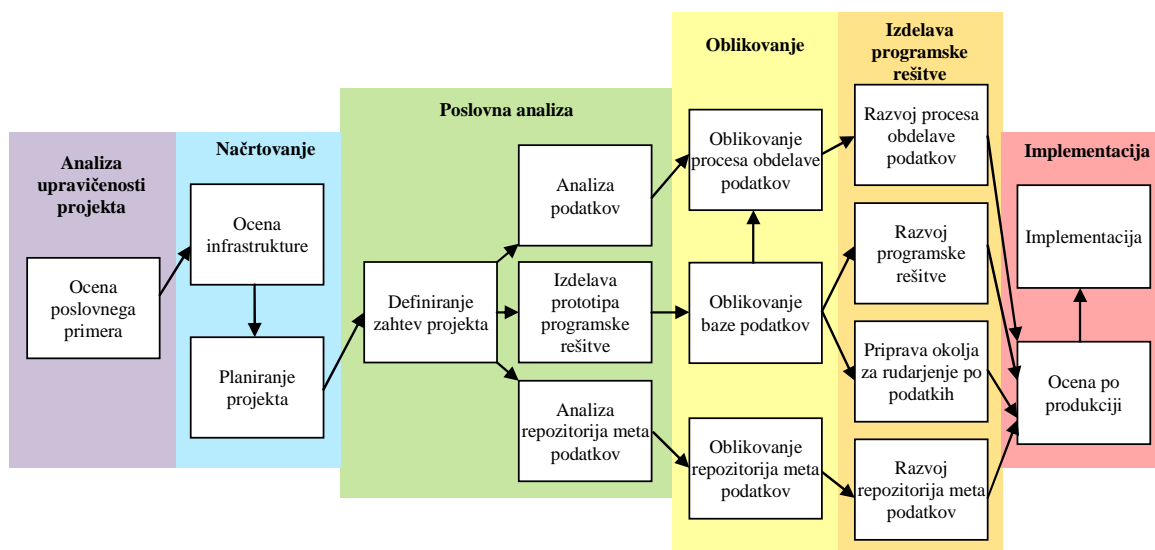 Analiza
upravičenosti
projekta
Ocena
poslovnega
primera
Načrtovanje
Ocena
infrastrukture
Planiranje
projekta
Poslovna analiza
Definiranje
zahtev projekta
Analiza
podatkov
Izdelava
prototipa
programske
rešitve
Analiza
repozitorija meta
podatkov
Oblikovanje
Oblikovanje
procesa obdelave
podatkov
Oblikovanje
baze podatkov
Oblikovanje
repozitorija meta
podatkov
Izdelava
programske
rešitve
Razvoj procesa
obdelave
podatkov
Razvoj
programske
rešitve
Priprava okolja
za rudarjenje po
podatkih
Razvoj
repozitorija meta
podatkov
Implementacija
Implementacija
Ocena po
produkciji